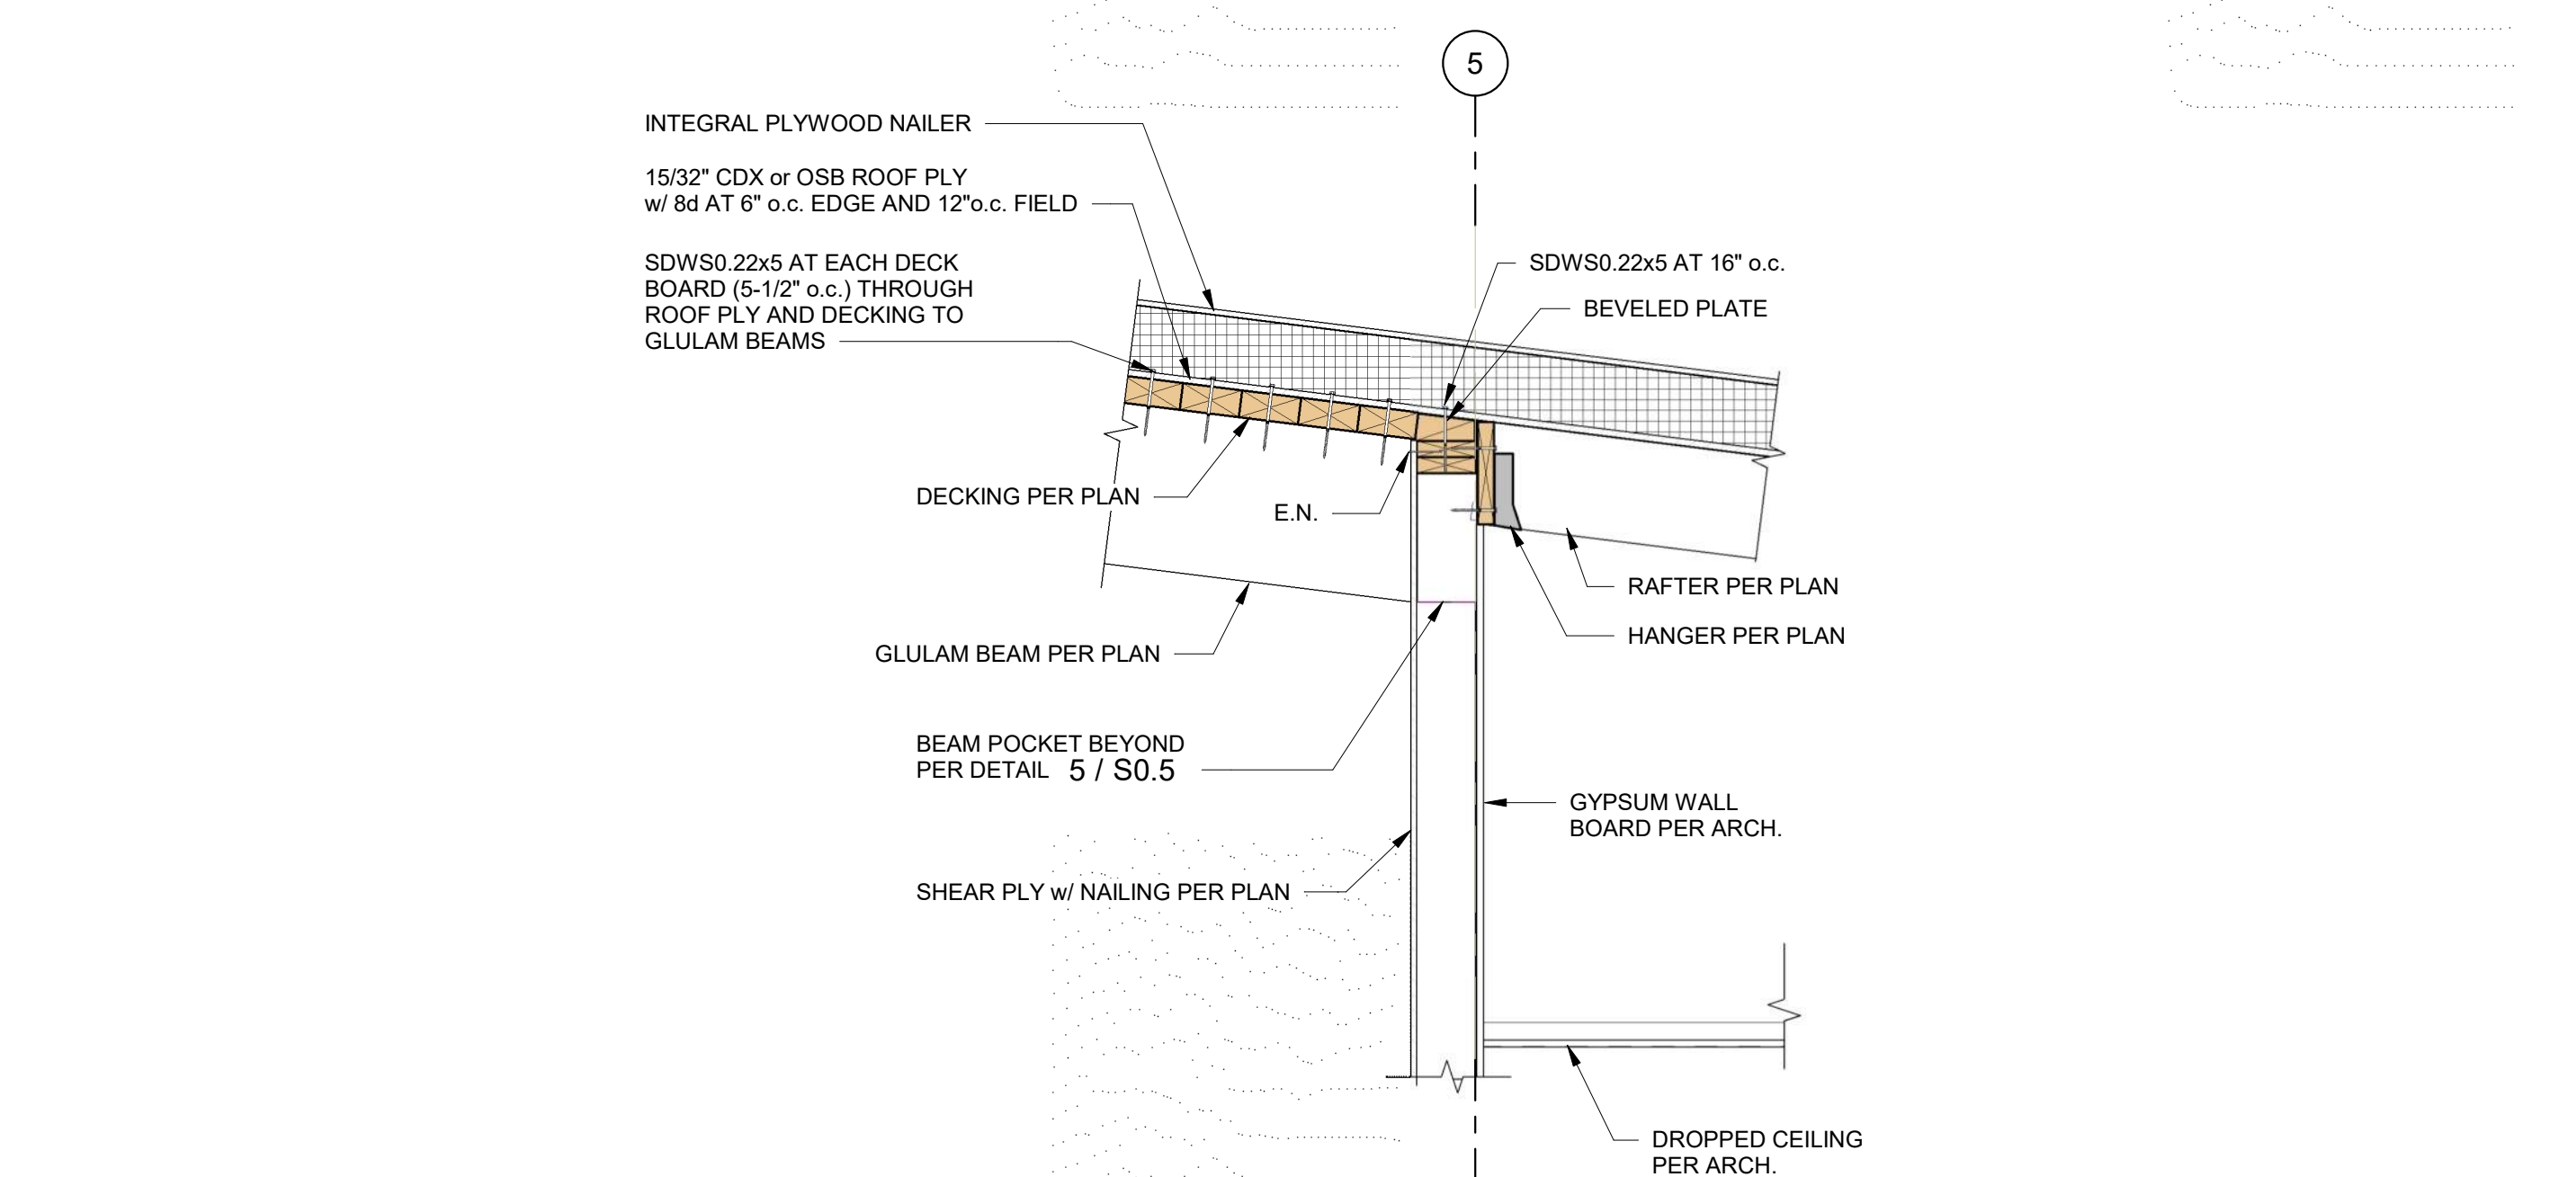 5
INTEGRAL PLYWOOD NAILER
15/32" CDX or OSB ROOF PLY
w/ 8d AT 6" o.c. EDGE AND 12"o.c. FIELD
SDWS0.22x5 AT EACH DECK
BOARD (5-1/2" o.c.) THROUGH
ROOF PLY AND DECKING TO
GLULAM BEAMS
SDWS0.22x5 AT 16" o.c.
BEVELED PLATE
DECKING PER PLAN
E.N.
RAFTER PER PLAN
HANGER PER PLAN
GLULAM BEAM PER PLAN
BEAM POCKET BEYOND
PER DETAIL 5 / S0.5
GYPSUM WALL
BOARD PER ARCH.
SHEAR PLY w/ NAILING PER PLAN
DROPPED CEILING
PER ARCH.